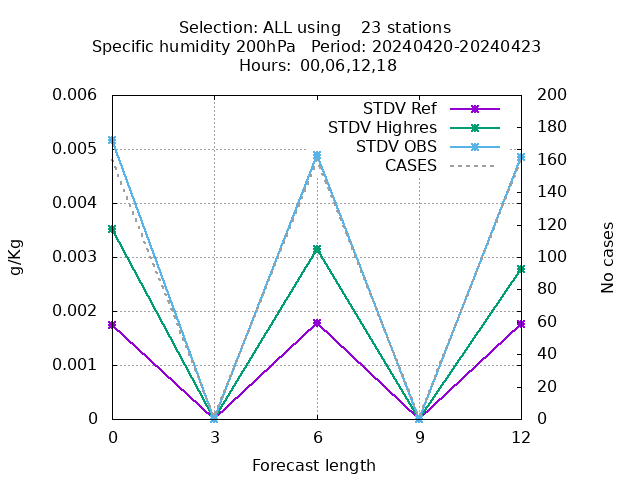 Selection: ALL using    23 stations
Specific humidity 200hPa   Period: 20240420-20240423
Hours: 00,06,12,18
STDV Ref
STDV Highres
STDV OBS
CASES
0.006
0.005
0.004
0.003
0.002
0.001
0
g/Kg
200
180
160
140
120
100
80
60
40
20
0
No cases
0 3 6 9 12
Forecast length